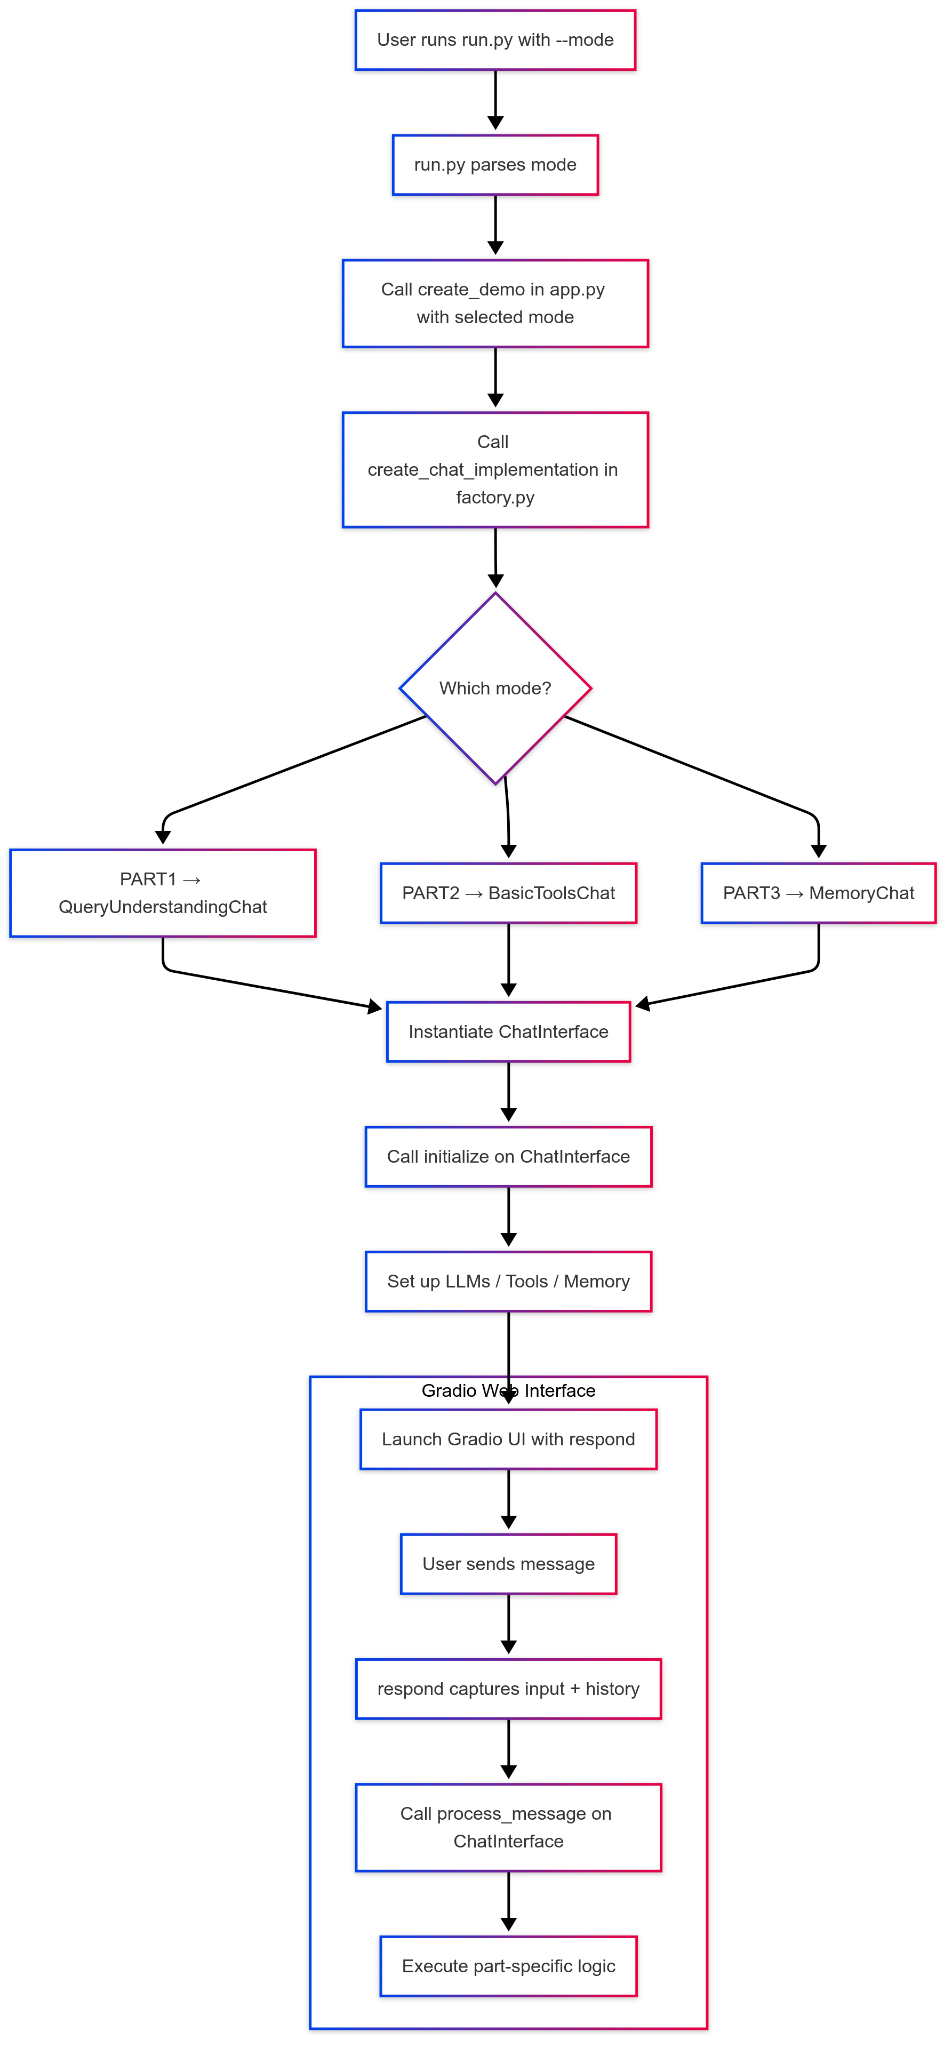 User runs run.py with --mode
run.py parses mode
Call create_demo in app.py
with selected mode
Call
create_chat_implementation in
factory.py
Which mode?
PART1 →
QueryUnderstandingChat
PART2 → BasicToolsChat
PART3 → MemoryChat
Instantiate ChatInterface
Call initialize on ChatInterface
Set up LLMs / Tools / Memory
Gradio Web Interface
Launch Gradio UI with respond
User sends message
respond captures input + history
Call process_message on
ChatInterface
Execute part-specific logic